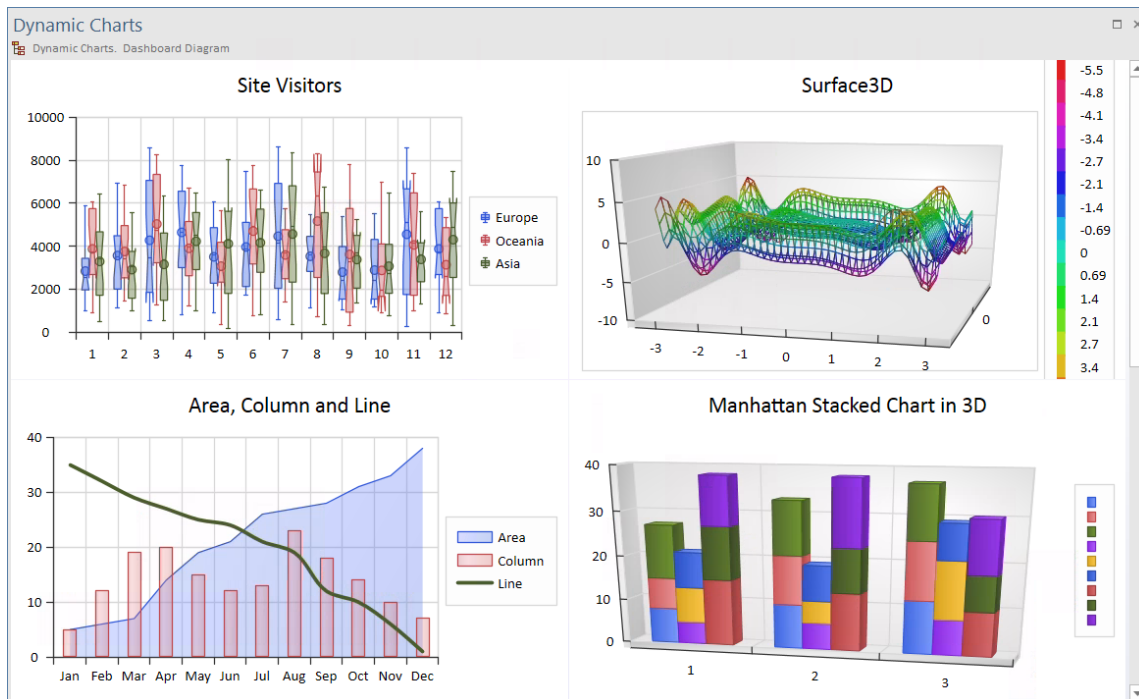 Dynamic Charts
Dynamic Charts. Dashboard Diagram
Site Visitors
10000
8000
6000
4000
2000
0
1 2 3 4 5 6 7 8 9 10 11 12
Europe
Oceania
Asia
Surface3D
10
5
0
-5
-10
-3 -2 -1 0 1 2 3
0
-5.5
-4.8
-4.1
-3.4
-2.7
-2.1
-1.4
-0.69
0
0.69
1.4
2.1
2.7
3.4
Area, Column and Line
40
30
20
10
0
Jan Feb Mar Apr May Jun Jul Aug Sep Oct Nov Dec
Area
Column
Line
Manhattan Stacked Chart in 3D
40
30
20
10
0
1 2 3